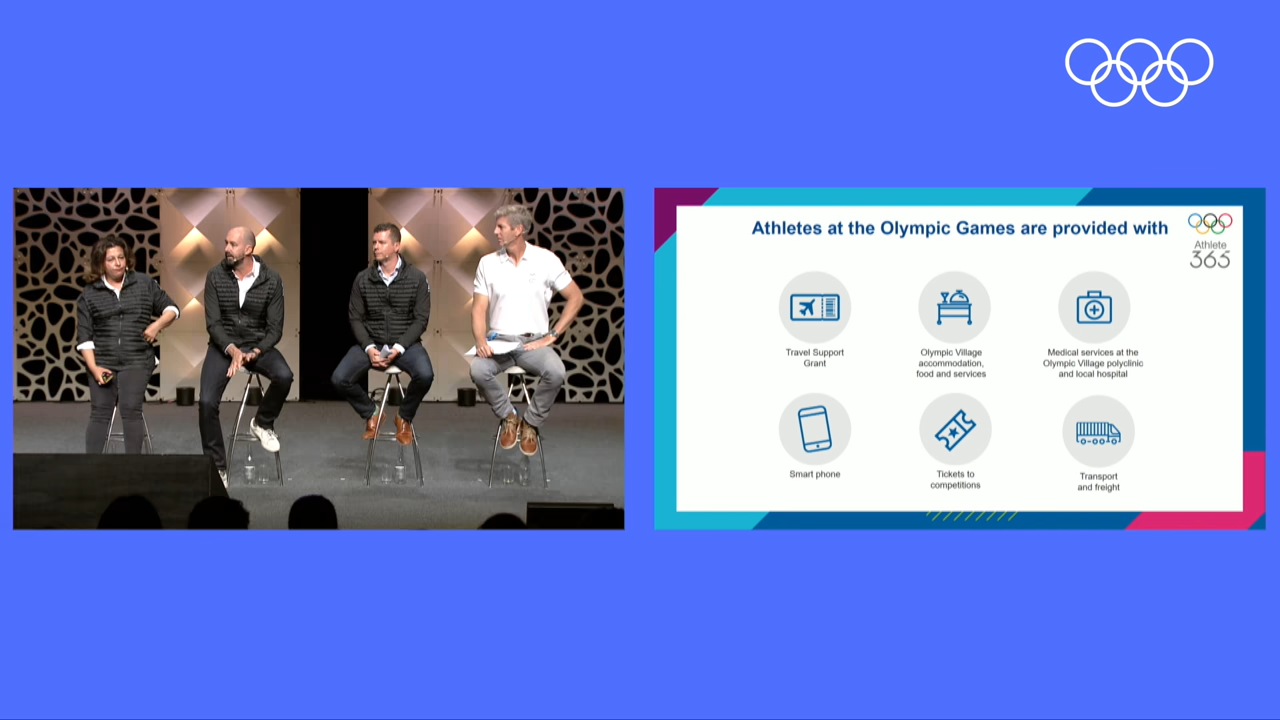 Athletes at the Olympic Games are provided with
Athlete
365
Travel Support
Grant
Olympic Village
accommodation,
food and services
Medical services at the
Olympic Village polyclinic
and local hospital
Smart phone
Tickets to
competitions
Transport
and freight